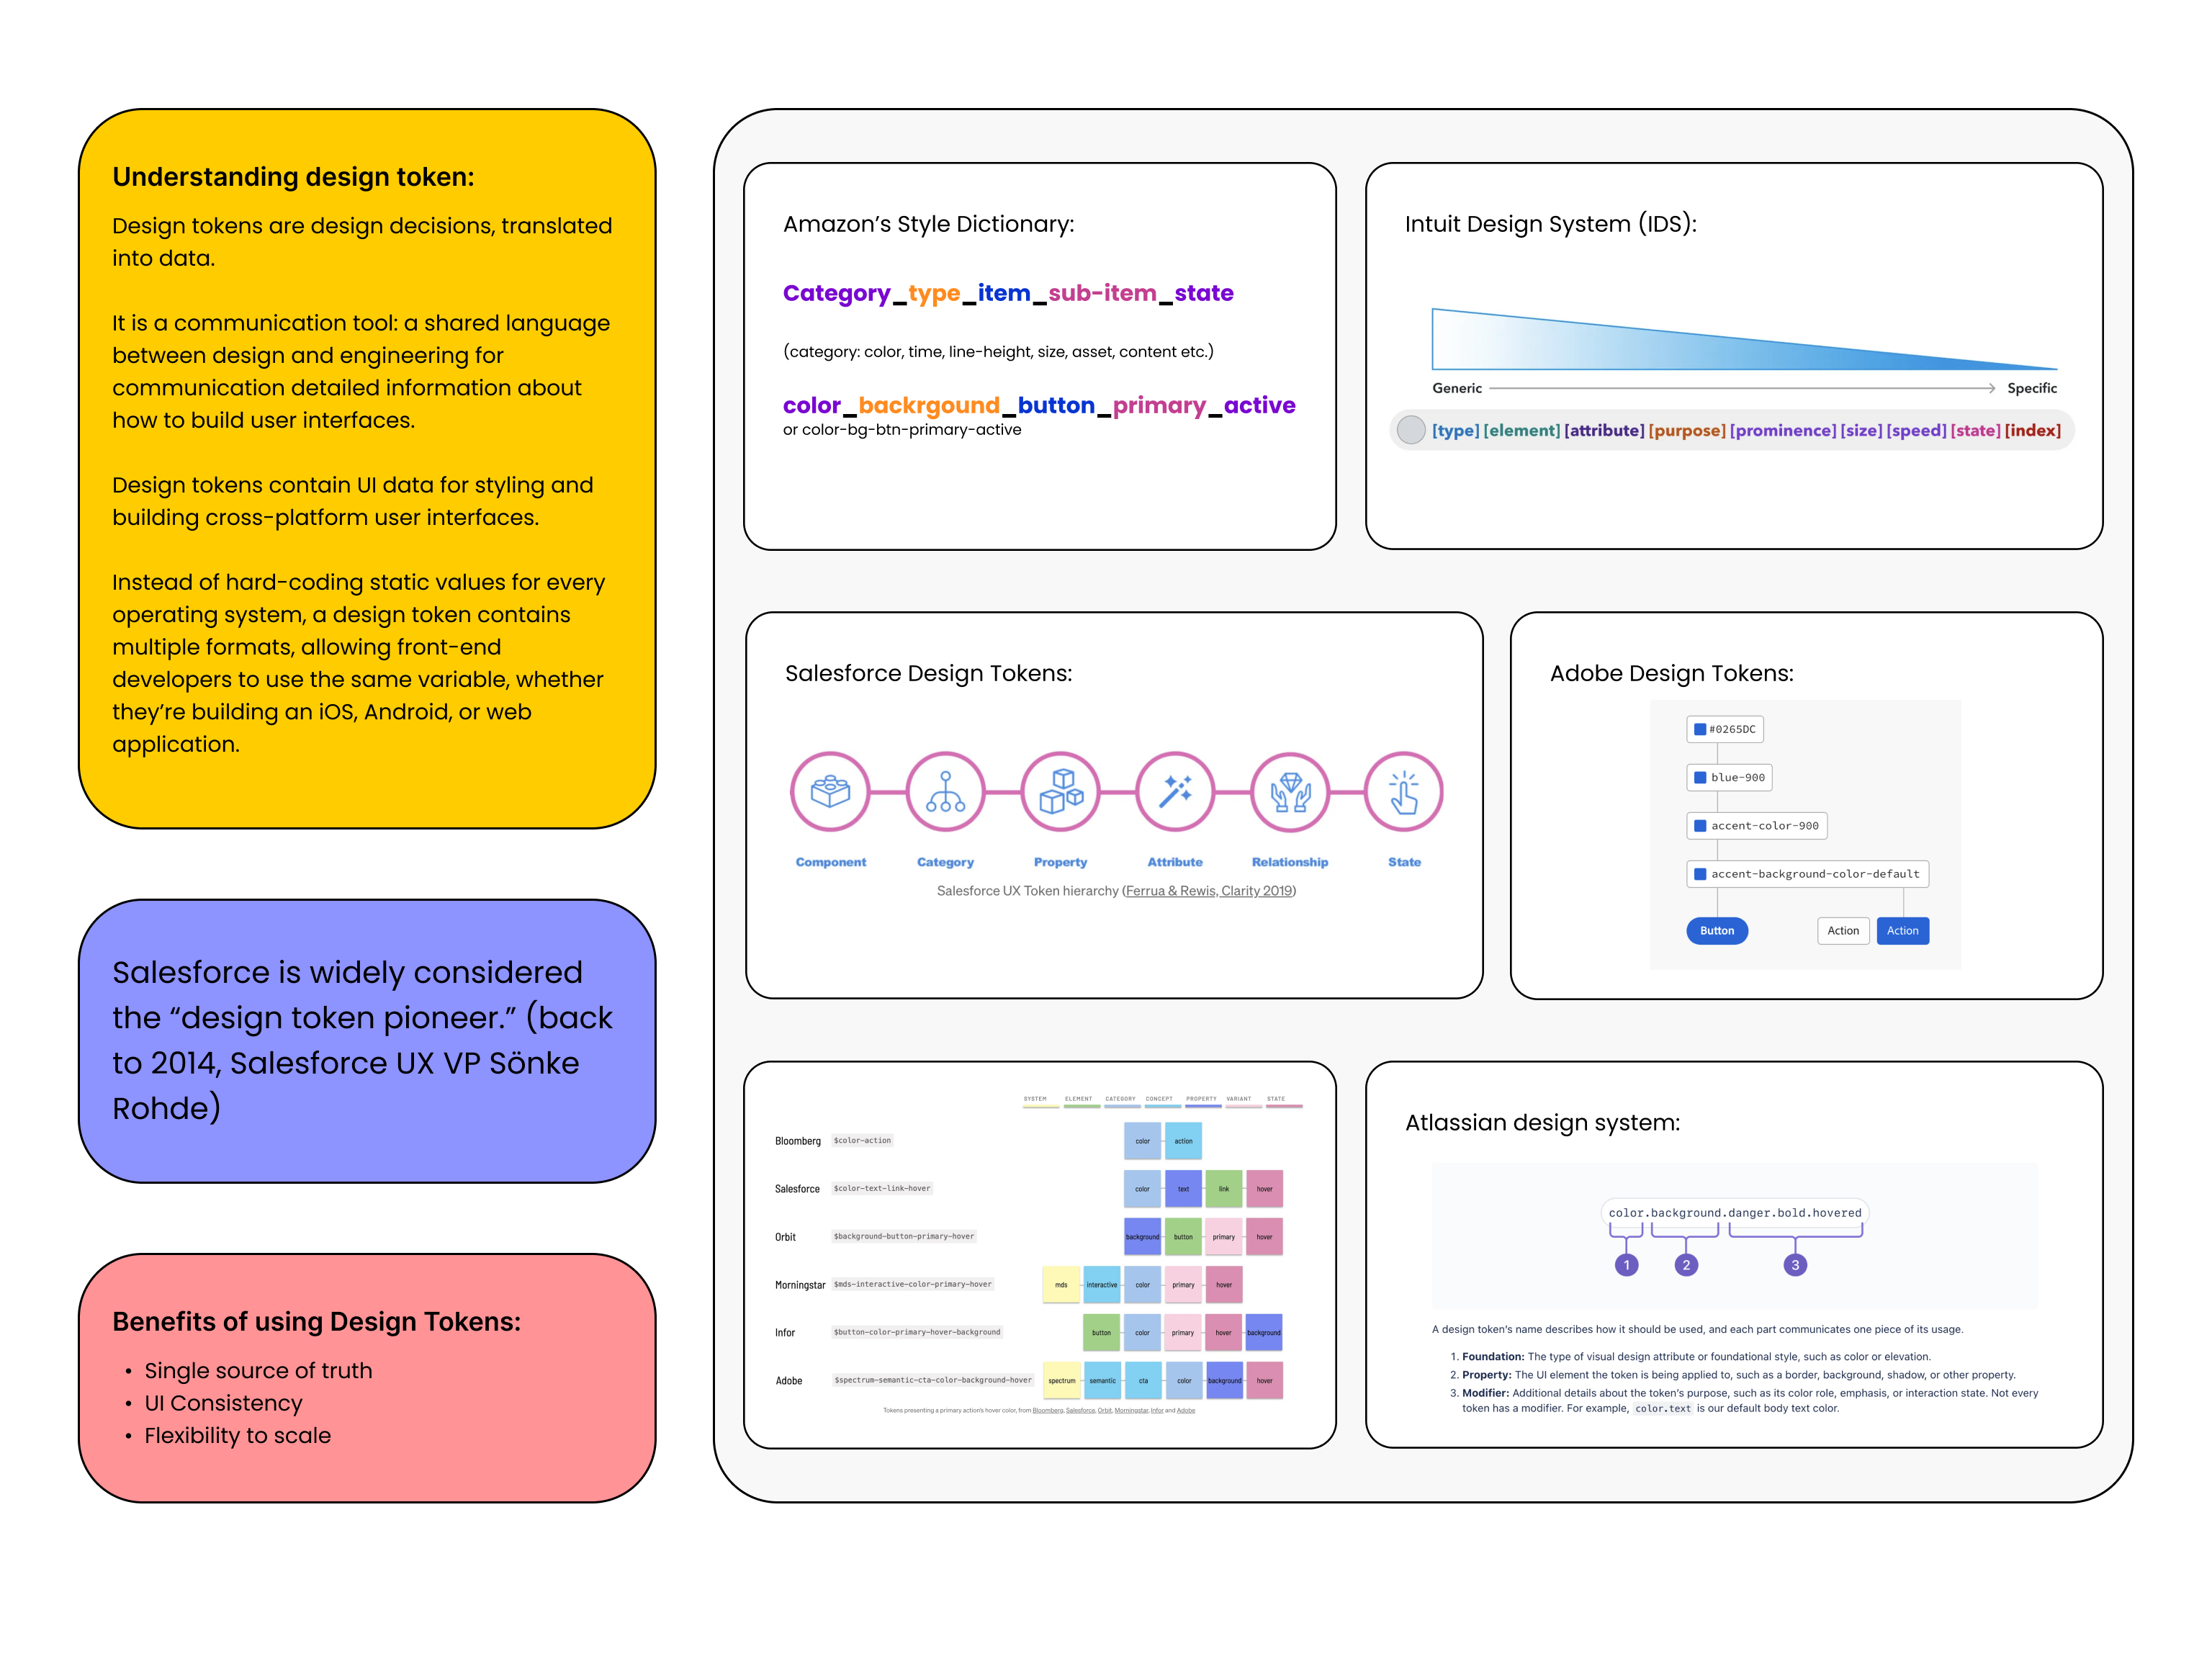 Understanding design token:
Design tokens are design decisions, translated
into data.
It is a communication tool: a shared language
between design and engineering for
communication detailed information about
how to build user interfaces.
Design tokens contain UI data for styling and
building cross-platform user interfaces.
Instead of hard-coding static values for every
operating system, a design token contains
multiple formats, allowing front-end
developers to use the same variable, whether
they’re building an iOS, Android, or web
application.
Salesforce is widely considered
the “design token pioneer.” (back
to 2014, Salesforce UX VP Sönke
Rohde)
Benefits of using Design Tokens:
• Single source of truth
• UI Consistency
• Flexibility to scale
Amazon’s Style Dictionary:
Category_type_item_sub-item_state
(category: color, time, line-height, size, asset, content etc.)
color_backrgound_button_primary_active
or color-bg-btn-primary-active
Intuit Design System (IDS):
Generic Specific
[type] [element] [attribute] [purpose] [prominence] [size] [speed] [state] [index]
Salesforce Design Tokens:
Component Category Property Attribute Relationship State
Salesforce UX Token hierarchy (Ferrua & Rewis, Clarity 2019)
Adobe Design Tokens:
#0265DC
blue-900
accent-color-900
accent-background-color-default
Button Action Action
SYSTEM ELEMENT CATEGORY CONCEPT PROPERTY VARIANT STATE
Bloomberg $color-action color action
Salesforce $color-text-link-hover color text link hover
Orbit $background-button-primary-hover background button primary hover
Morningstar $mds-interactive-color-primary-hover mds interactive color primary hover
Infor $button-color-primary-hover-background button color primary hover background
Adobe $spectrum-semantic-cta-color-background-hover spectrum semantic cta color background hover
Tokens presenting a primary action's hover color, from Bloomberg, Salesforce, Orbit, Morningstar, Infor and Adobe
Atlassian design system:
color.background.danger.bold.hovered
1 2 3
A design token's name describes how it should be used, and each part communicates one piece of its usage.
1. Foundation: The type of visual design attribute or foundational style, such as color or elevation.
2. Property: The UI element the token is being applied to, such as a border, background, shadow, or other property.
3. Modifier: Additional details about the token's purpose, such as its color role, emphasis, or interaction state. Not every
token has a modifier. For example, color.text is our default body text color.